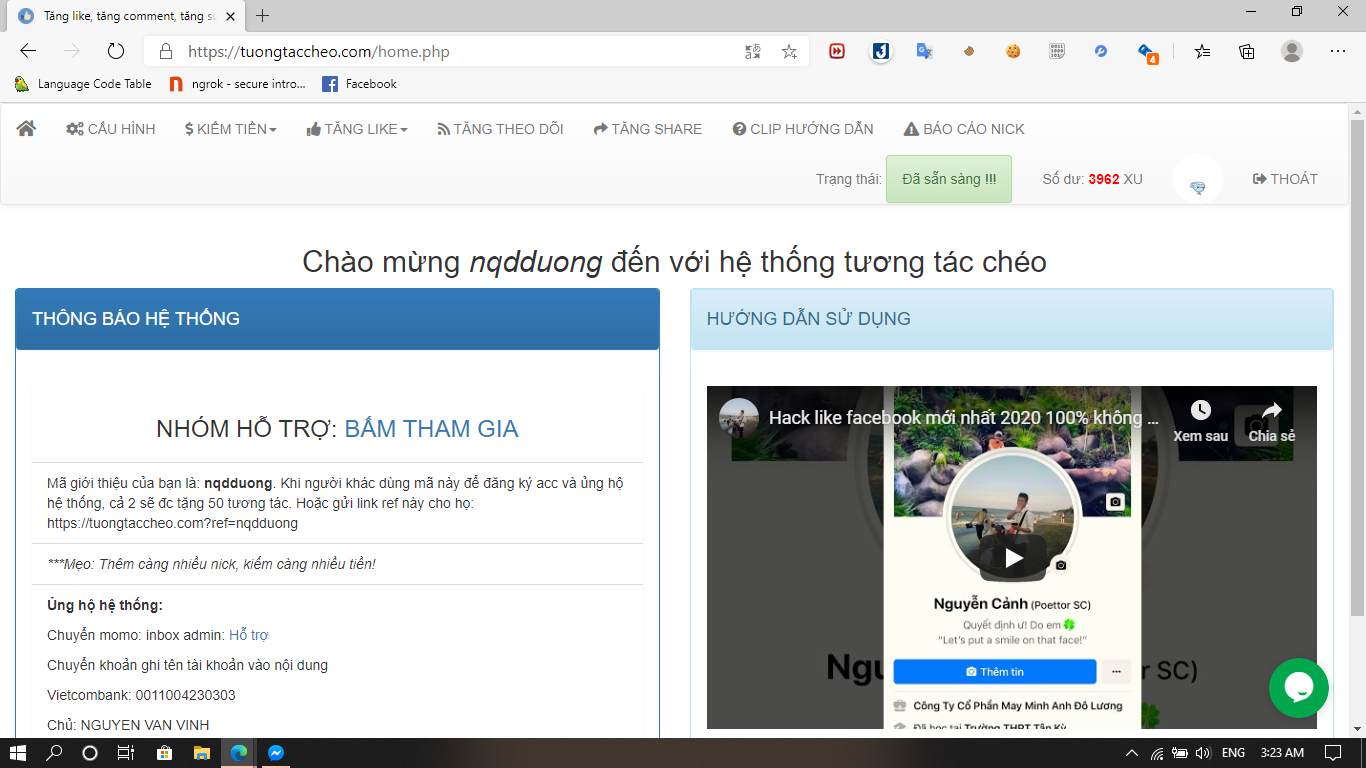 Tăng like, tăng comment, tăng su
https://tuongtaccheo.com/home.php
Language Code Table
ngrok - secure intro...
Facebook
CẤU HÌNH
KIẾM TIỀN
TĂNG LIKE
TĂNG THEO DÕI
TĂNG SHARE
CLIP HƯỚNG DẪN
BÁO CÁO NICK
Trạng thái: Đã sẵn sàng !!!
Số dư: 3962 XU
THOÁT
Chào mừng nqdduong đến với hệ thống tương tác chéo
THÔNG BÁO HỆ THỐNG
NHÓM HỖ TRỢ: BẤM THAM GIA
Mã giới thiệu của bạn là: nqdduong. Khi người khác dùng mã này để đăng ký acc và ủng hộ
hệ thống, cả 2 sẽ đc tặng 50 tương tác. Hoặc gửi link ref này cho họ:
https://tuongtaccheo.com?ref=nqdduong
***Mẹo: Thêm càng nhiều nick, kiếm càng nhiều tiền!
Ủng hộ hệ thống:
Chuyển momo: inbox admin: Hỗ trợ
Chuyển khoản ghi tên tài khoản vào nội dung
Vietcombank: 0011004230303
Chủ: NGUYEN VAN VINH
HƯỚNG DẪN SỬ DỤNG
Hack like facebook mới nhất 2020 100% không ...
Xem sau
Chia sẻ
Nguyễn Cảnh (Poettor SC)
Quyết định ư! Do em
"Let's put a smile on that face!"
Thêm tin
Công Ty Cổ Phần May Minh Anh Đô Lương
Đã học tại Trường THPT Tân Kỳ
Ngu
r SC)
4
ENG
3:23 AM